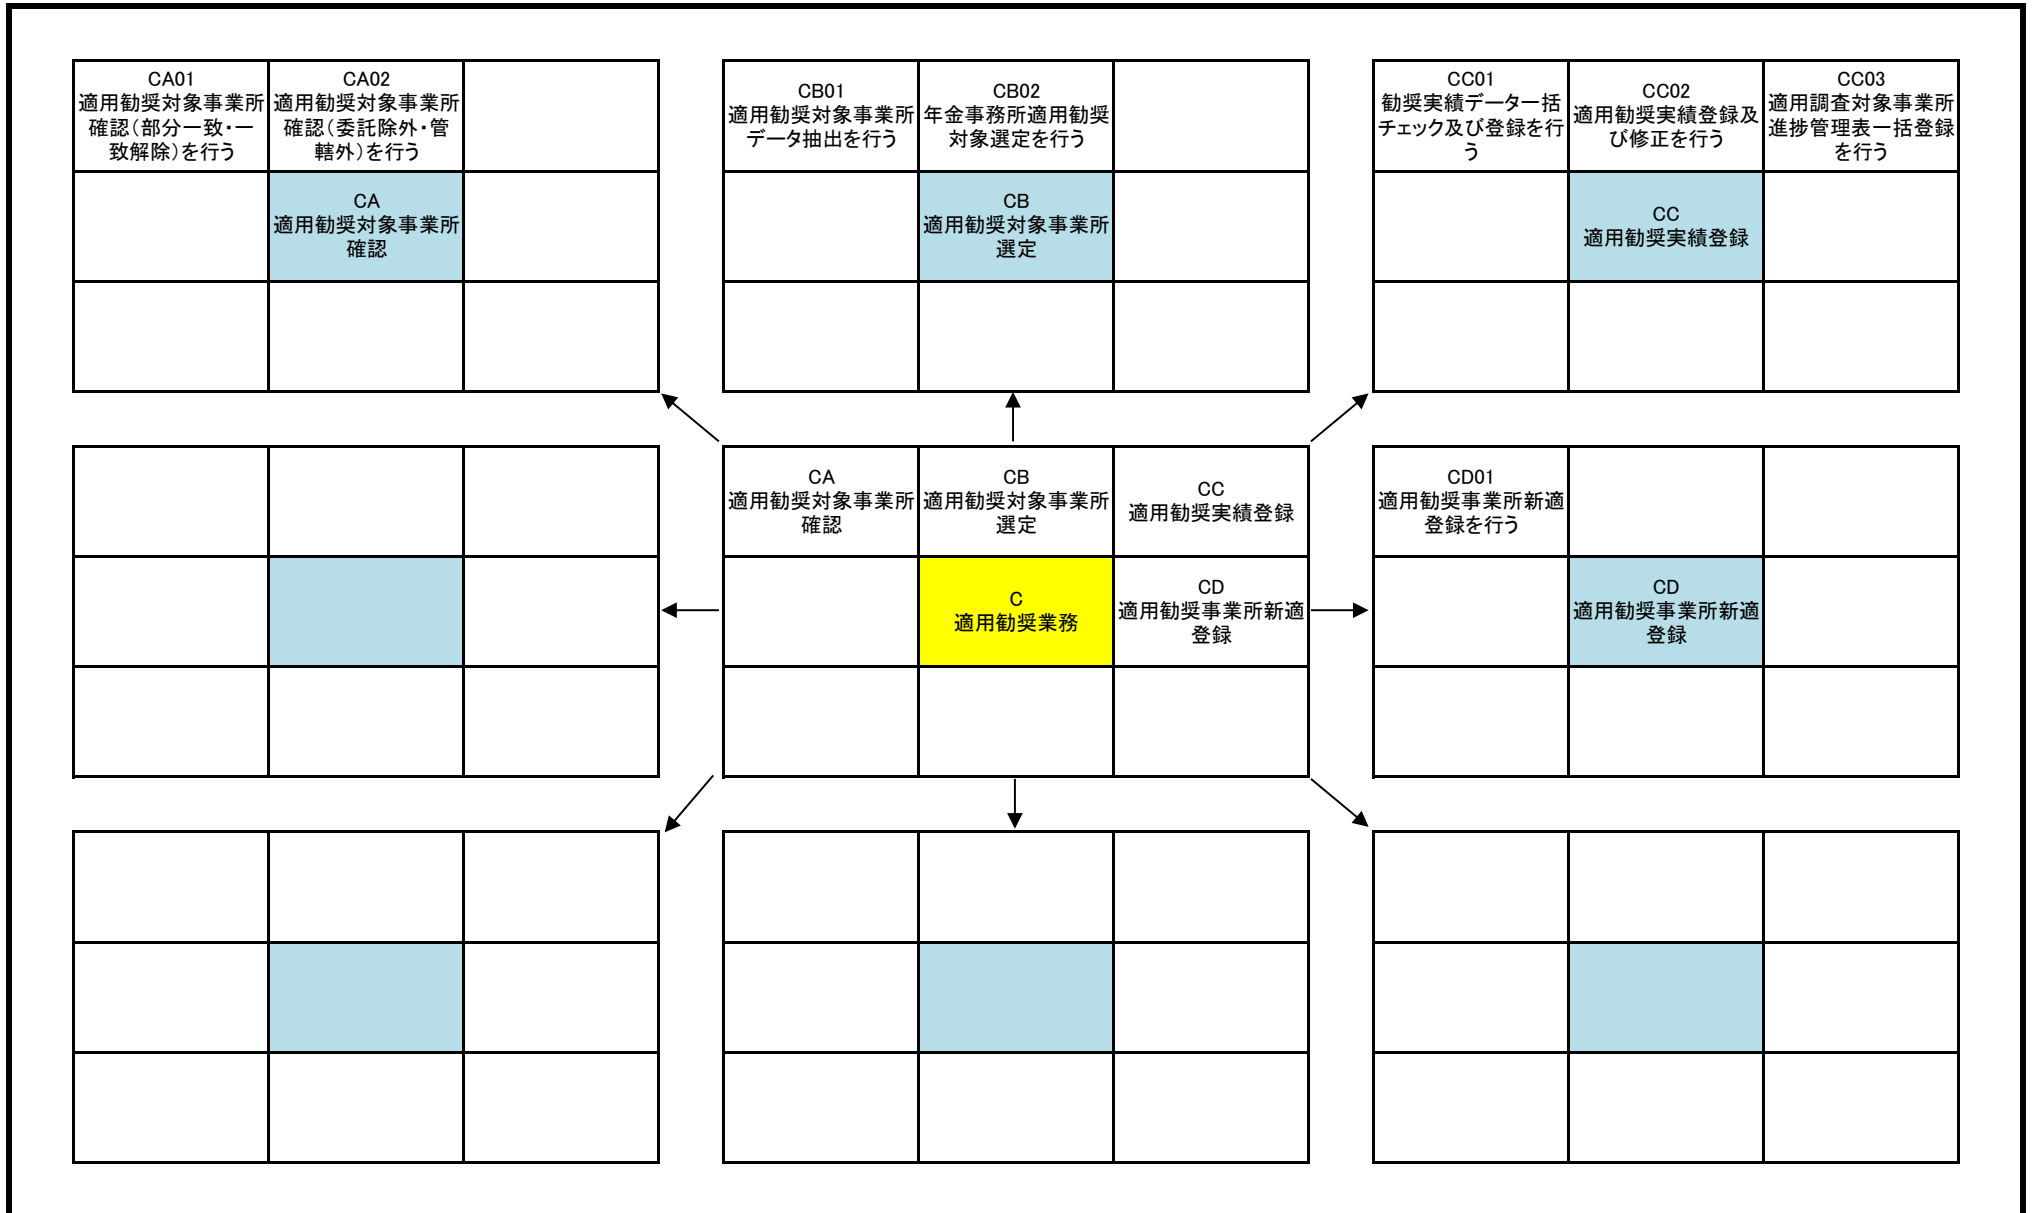 CA01
適用勧奨対象事業所
確認(部分一致・一
致解除)を行う
CA02
適用勧奨対象事業所
確認(委託除外・管
轄外)を行う
CA
適用勧奨対象事業所
確認
CB01
適用勧奨対象事業所
データ抽出を行う
CB02
年金事務所適用勧奨
対象選定を行う
CB
適用勧奨対象事業所
選定
CC01
勧奨実績データ一括
チェック及び登録を行
う
CC02
適用勧奨実績登録及
び修正を行う
CC03
適用調査対象事業所
進捗管理表一括登録
を行う
CC
適用勧奨実績登録
CA
適用勧奨対象事業所
確認
CB
適用勧奨対象事業所
選定
CC
適用勧奨実績登録
C
適用勧奨業務
CD
適用勧奨事業所新適
登録
CD01
適用勧奨事業所新適
登録を行う
CD
適用勧奨事業所新適
登録